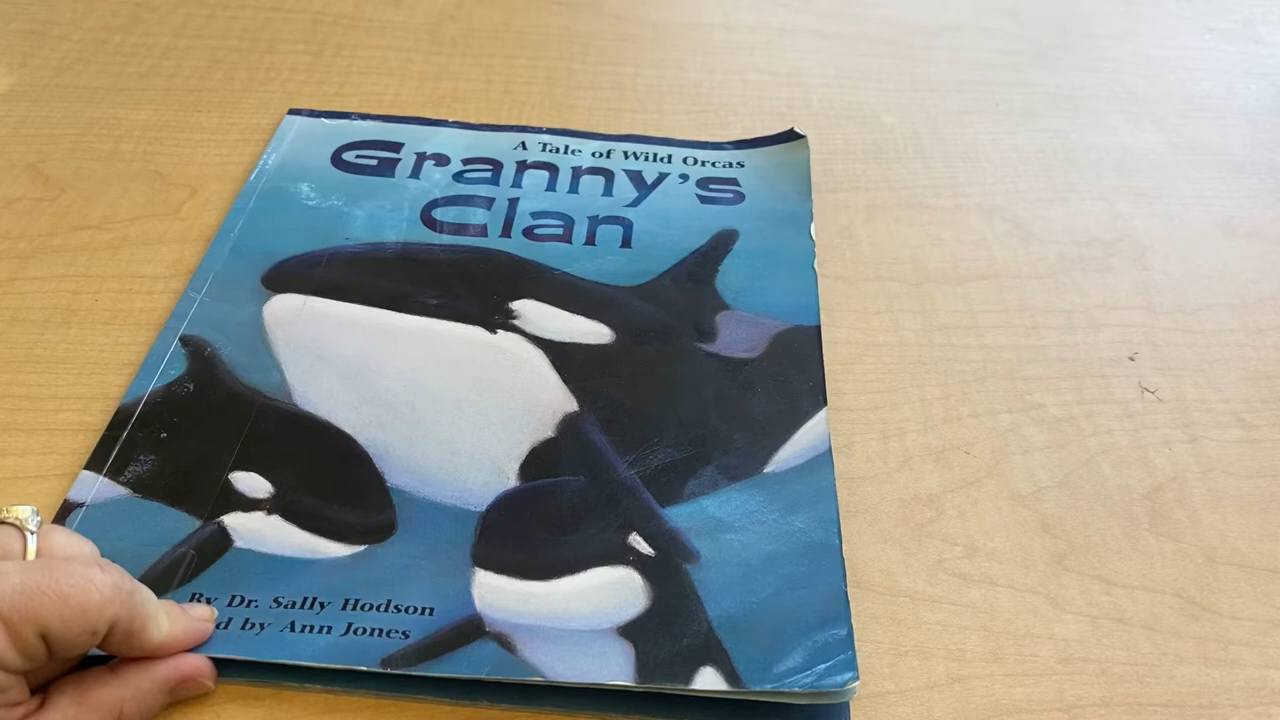 A Tale of Wild Orcas
Granny's
Clan
By Dr. Sally Hodson
by Ann Jones